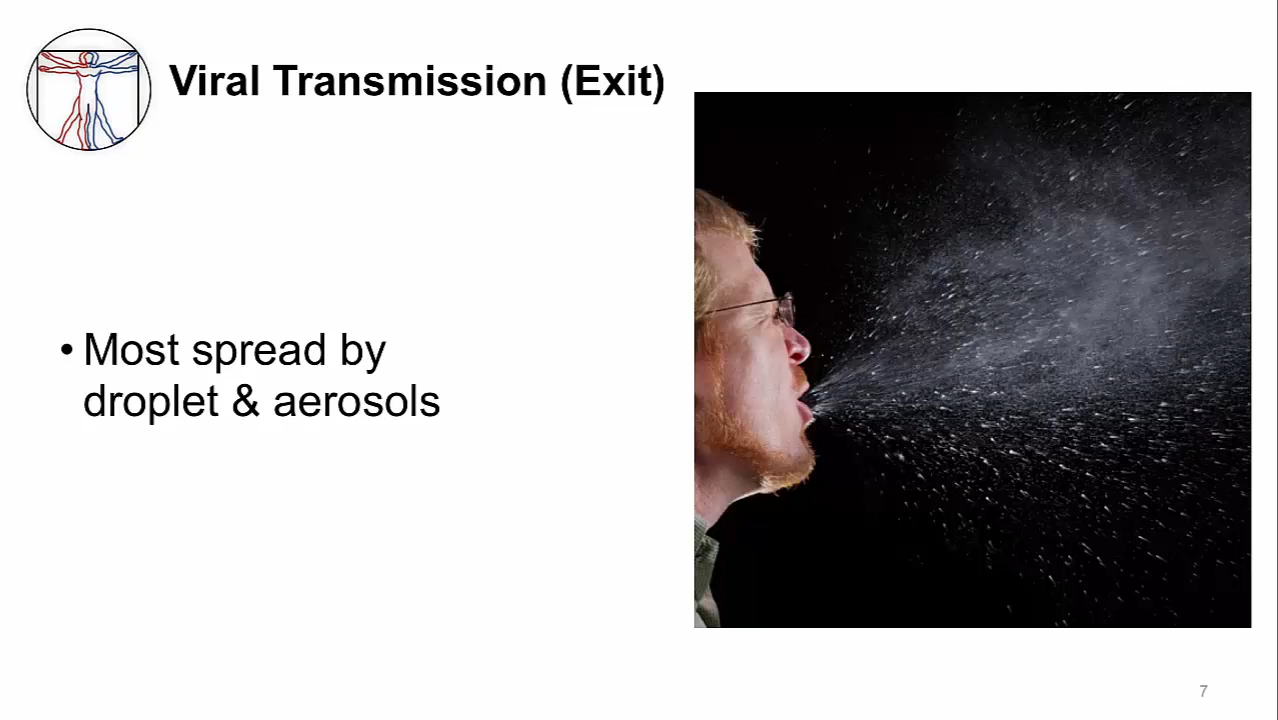 Viral Transmission (Exit)
• Most spread by
droplet & aerosols
7